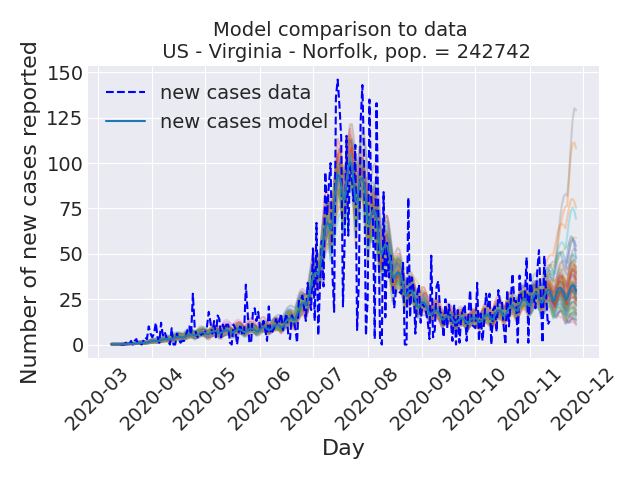 Model comparison to data
US - Virginia - Norfolk, pop. = 242742
Number of new cases reported
150
125
100
75
50
25
0
new cases data
new cases model
2020-03
2020-04
2020-05
2020-06
2020-07
2020-08
2020-09
2020-10
2020-11
2020-12
Day